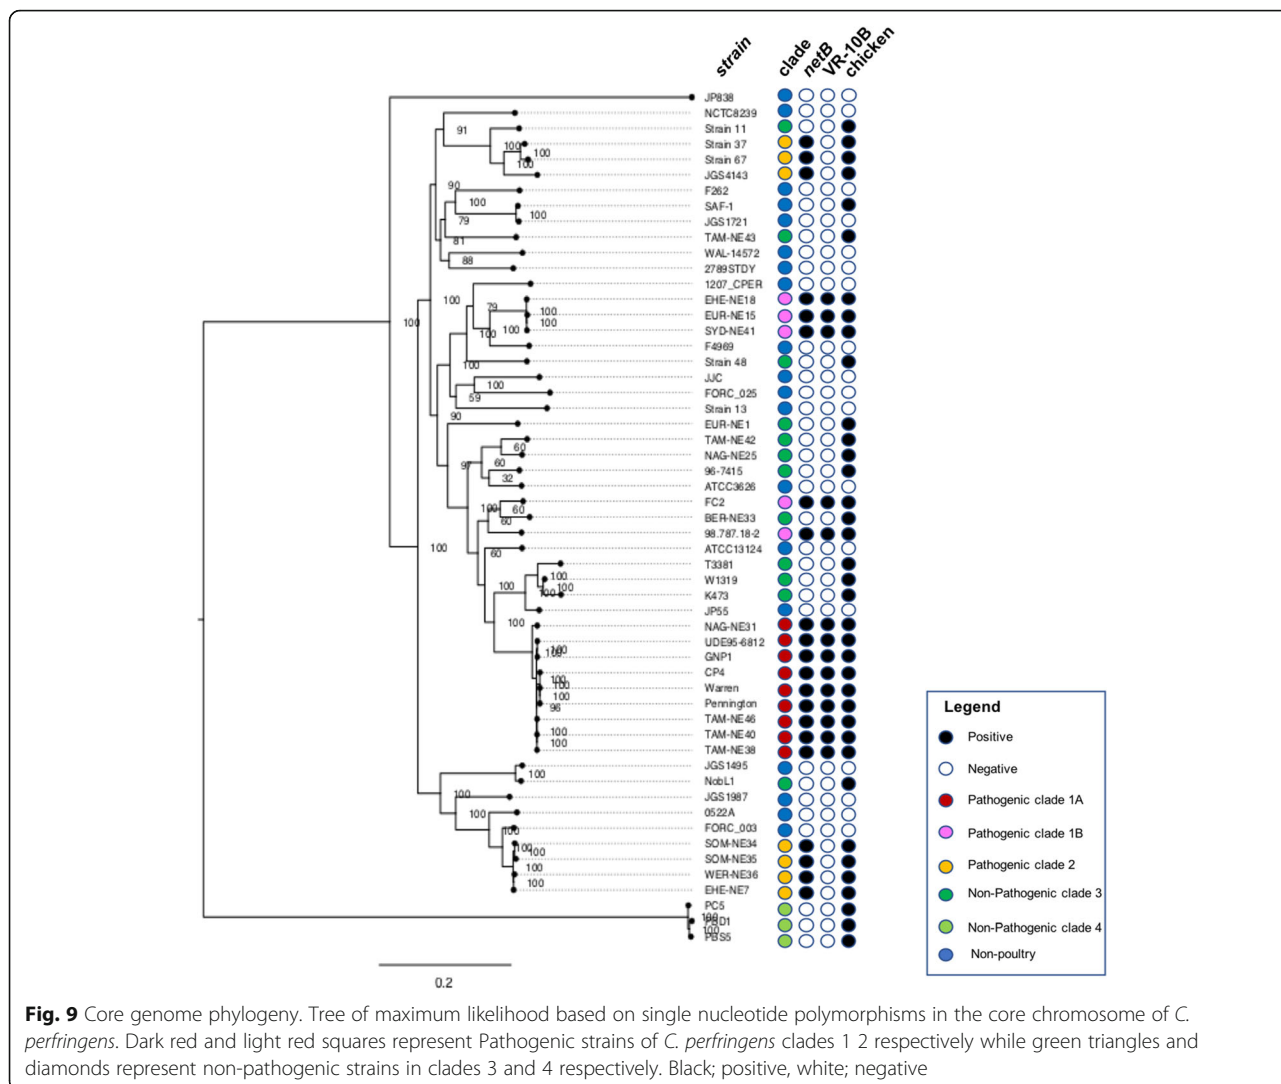 strain clade netB VR-10B chicken
JP838
NCTC8239
Strain 11
91
Strain 37
100
Strain 67
100
100
JGS4143
F262
90
SAF-1
100
JGS1721
100
79
TAM-NE43
81
WAL-14572
2789STDY
88
1207_CPER
EHE-NE18
100
79
EUR-NE15
100
100
SYD-NE41
100
100
F4969
Strain 48
100
JJC
100
FORC_025
59
Strain 13
90
EUR-NE1
100
TAM-NE42
60
NAG-NE25
60
97
96-7415
32
ATCC3626
FC2
100
60
BER-NE33
60
98.787.18-2
ATCC13124
60
100
T3381
100
W1319
100
100
100
K473
JP55
NAG-NE31
100
UDE95-6812
100
100
GNP1
CP4
100
100
Warren
100
Pennington
96
TAM-NE46
TAM-NE40
100
TAM-NE38
100
JGS1495
100
NobL1
JGS1987
100
0522A
100
FORC_003
100
SOM-NE34
100
100
SOM-NE35
100
WER-NE36
100
EHE-NE7
PC5
100
PBD1
100
PBS5
0.2
Legend
Positive
Negative
Pathogenic clade 1A
Pathogenic clade 1B
Pathogenic clade 2
Non-Pathogenic clade 3
Non-Pathogenic clade 4
Non-poultry
Fig. 9 Core genome phylogeny. Tree of maximum likelihood based on single nucleotide polymorphisms in the core chromosome of C.
perfringens. Dark red and light red squares represent Pathogenic strains of C. perfringens clades 1 2 respectively while green triangles and
diamonds represent non-pathogenic strains in clades 3 and 4 respectively. Black; positive, white; negative